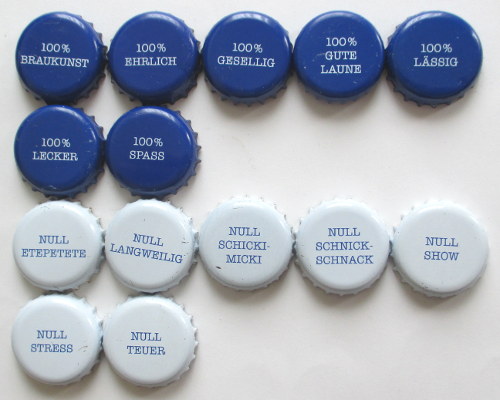 100%
BRAUKUNST
100%
EHRLICH
100%
GESELLIG
100%
GUTE
LAUNE
100%
LÄSSIG
100%
LECKER
100%
SPASS
NULL
ETEPETETE
NULL
LANGWEILIG
NULL
SCHICKI-
MICKI
NULL
SCHNICK-
SCHNACK
NULL
SHOW
NULL
STRESS
NULL
TEUER